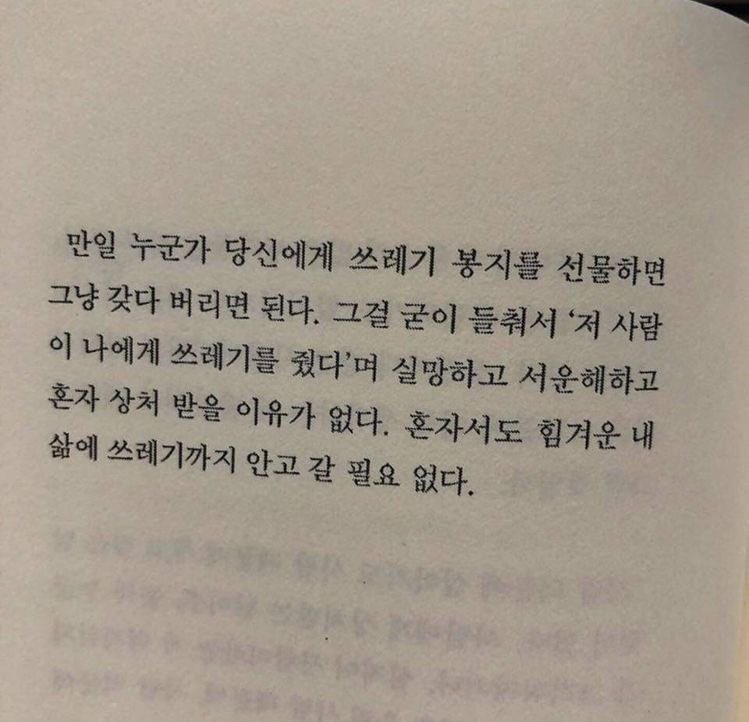 만일 누군가 당신에게 쓰레기 봉지를 선물하면
그냥 갖다 버리면 된다. 그걸 굳이 들춰서 ‘저 사람
이 나에게 쓰레기를 줬다’며 실망하고 서운해하고
혼자 상처 받을 이유가 없다. 혼자서도 힘겨운 내
삶에 쓰레기까지 안고 갈 필요 없다.